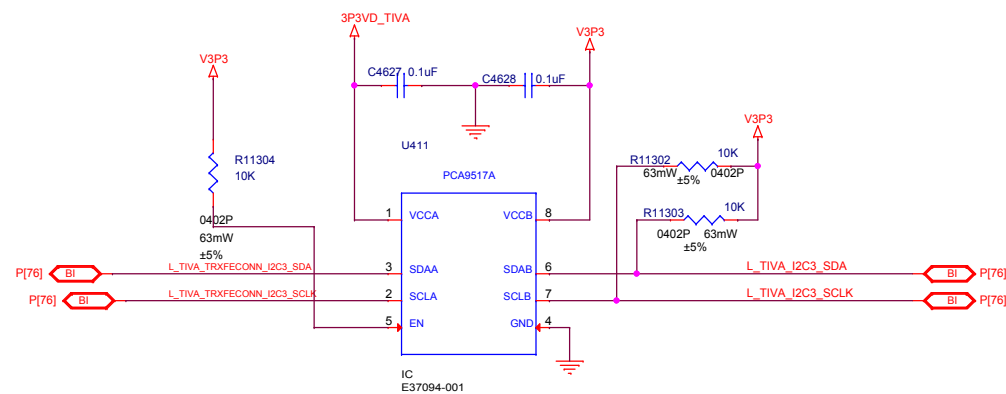 3P3VD_TIVA
V3P3
V3P3
C4627 0.1uF
C4628 0.1uF
V3P3
U411
R11304
10K
PCA9517A
R11302
10K
63mW
±5%
0402P
R11303
10K
0402P
63mW
±5%
0402P
63mW
±5%
1 VCCA
VCCB 8
P[76] BI L_TIVA_TRXFECONN_I2C3_SDA 3 SDAA
SDAB 6 L_TIVA_I2C3_SDA BI P[76]
P[76] BI L_TIVA_TRXFECONN_I2C3_SCLK 2 SCLA
SCLB 7 L_TIVA_I2C3_SCLK BI P[76]
5 EN
GND 4
IC
E37094-001